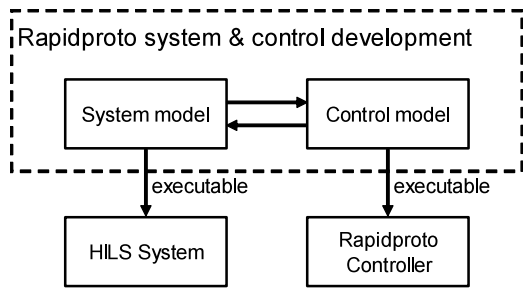 Rapidproto system & control development
System model
Control model
executable
executable
HILS System
Rapidproto
Controller